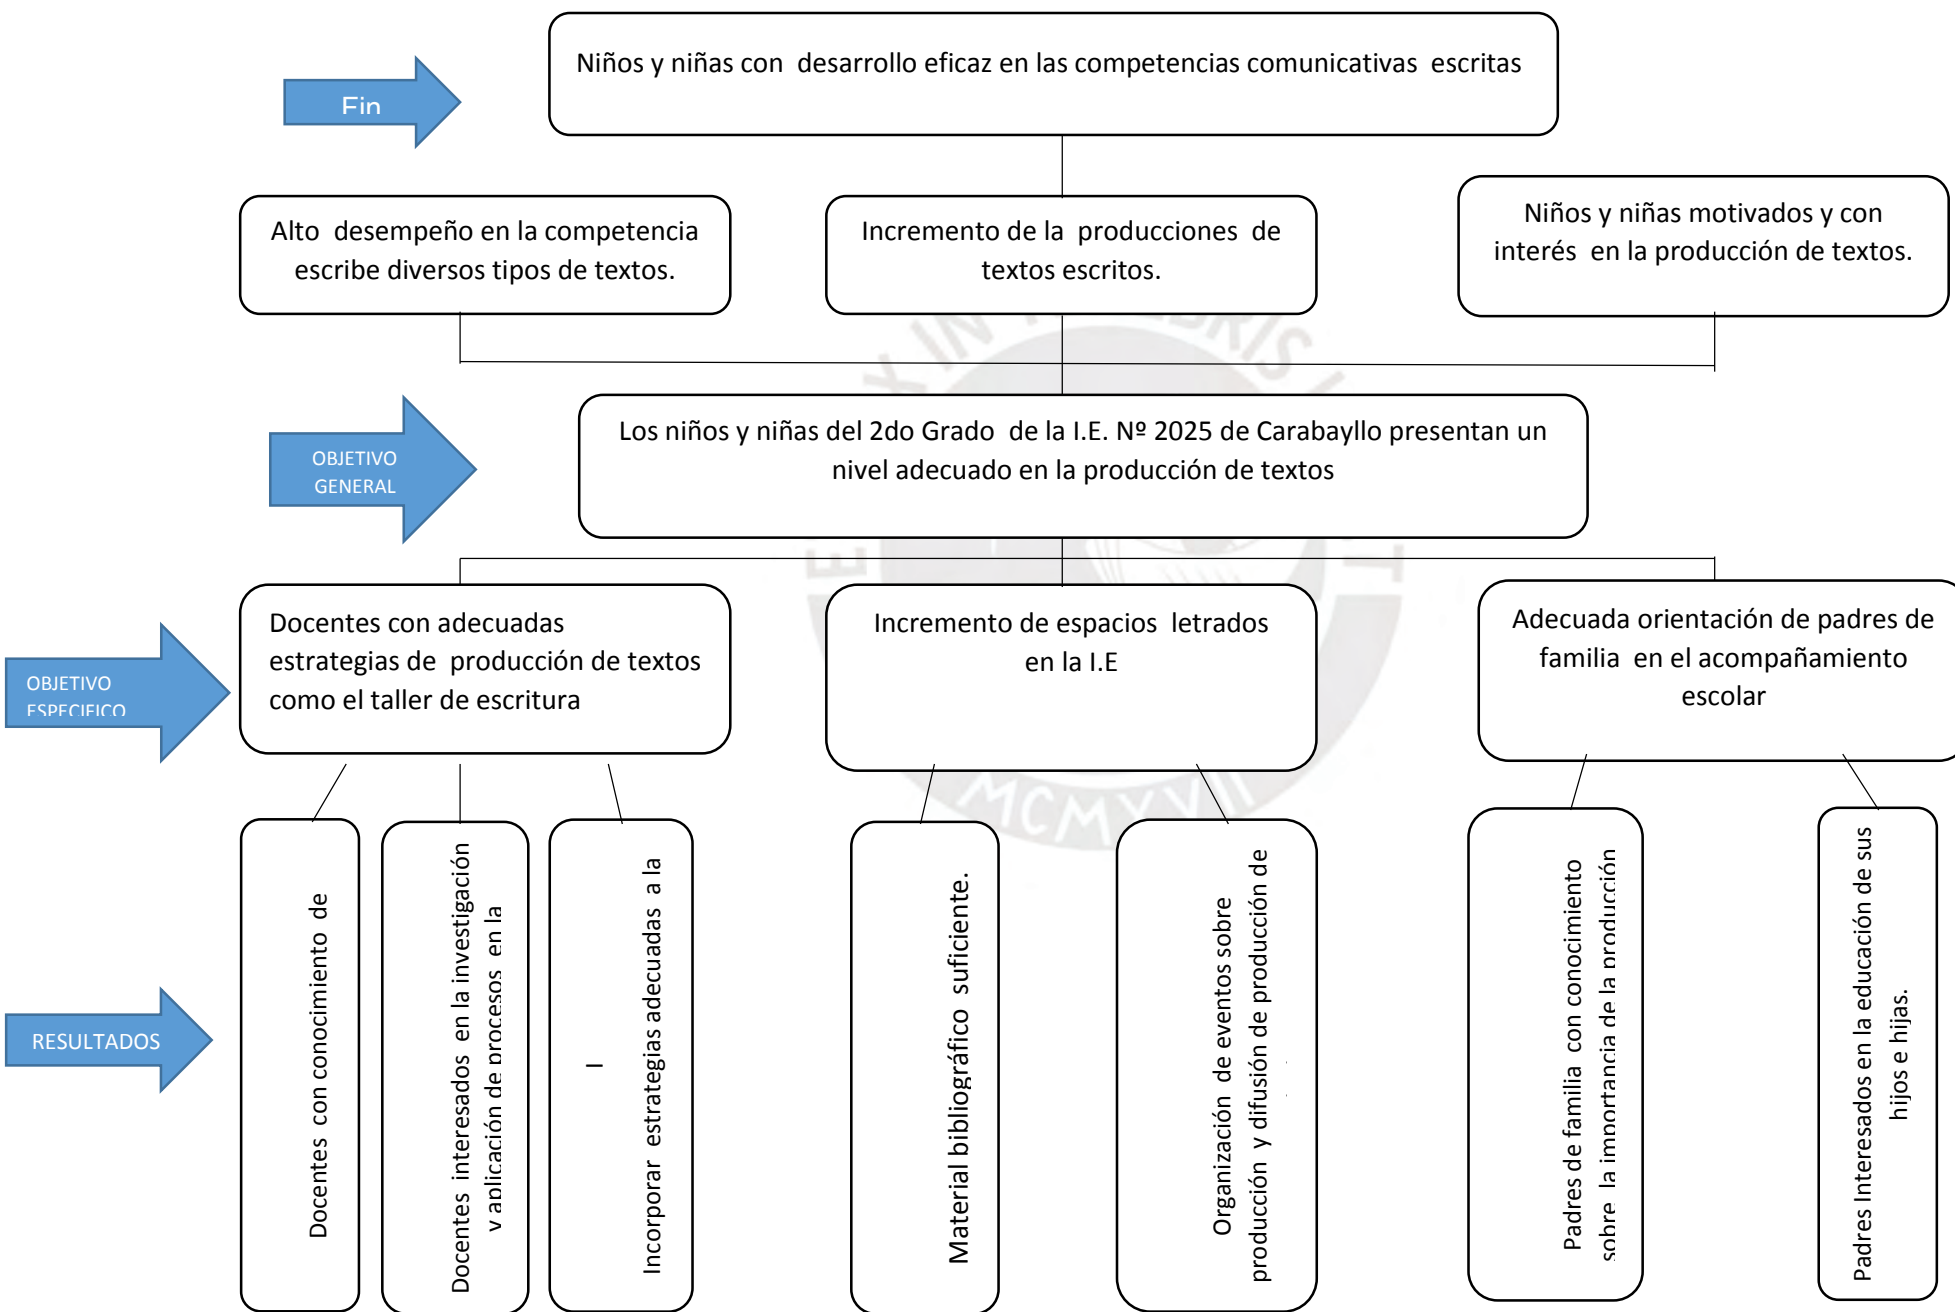 Niños y niñas con desarrollo eficaz en las competencias comunicativas escritas
Fin
Alto desempeño en la competencia
escribe diversos tipos de textos.
Incremento de la producciones de
textos escritos.
Niños y niñas motivados y con
interés en la producción de textos.
OBJETIVO
GENERAL
Los niños y niñas del 2do Grado de la I.E. Nº 2025 de Carabayllo presentan un
nivel adecuado en la producción de textos
OBJETIVO
ESPECIFICO
Docentes con adecuadas
estrategias de producción de textos
como el taller de escritura
Incremento de espacios letrados
en la I.E
Adecuada orientación de padres de
familia en el acompañamiento
escolar
RESULTADOS
Docentes con conocimiento de
Docentes interesados en la investigación
y aplicación de procesos en la
I
Incorporar estrategias adecuadas a la
Material bibliográfico suficiente.
Organización de eventos sobre
producción y difusión de producción de
Padres de familia con conocimiento
sobre la importancia de la producción
Padres Interesados en la educación de sus
hijos e hijas.
MCMXVII